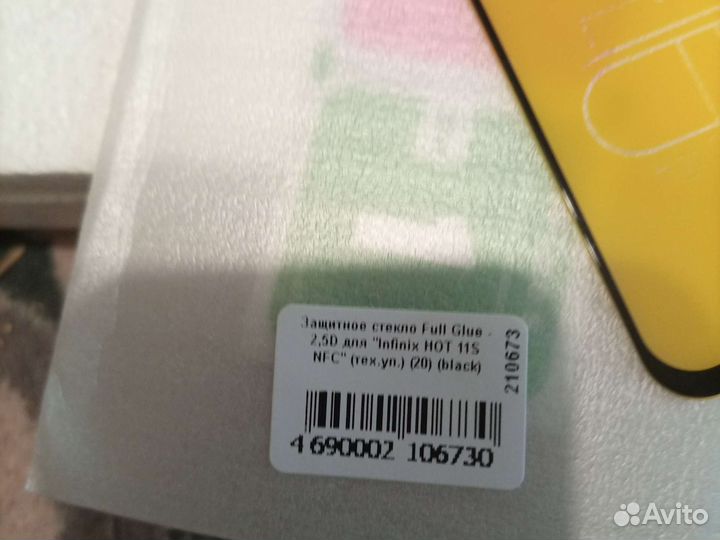 Защитное стекло Full Glue -
2,5D для "Infinix HOT 11S
NFC" (тех.уп.) (20) (black)
210673
4 690002 106730
Avito